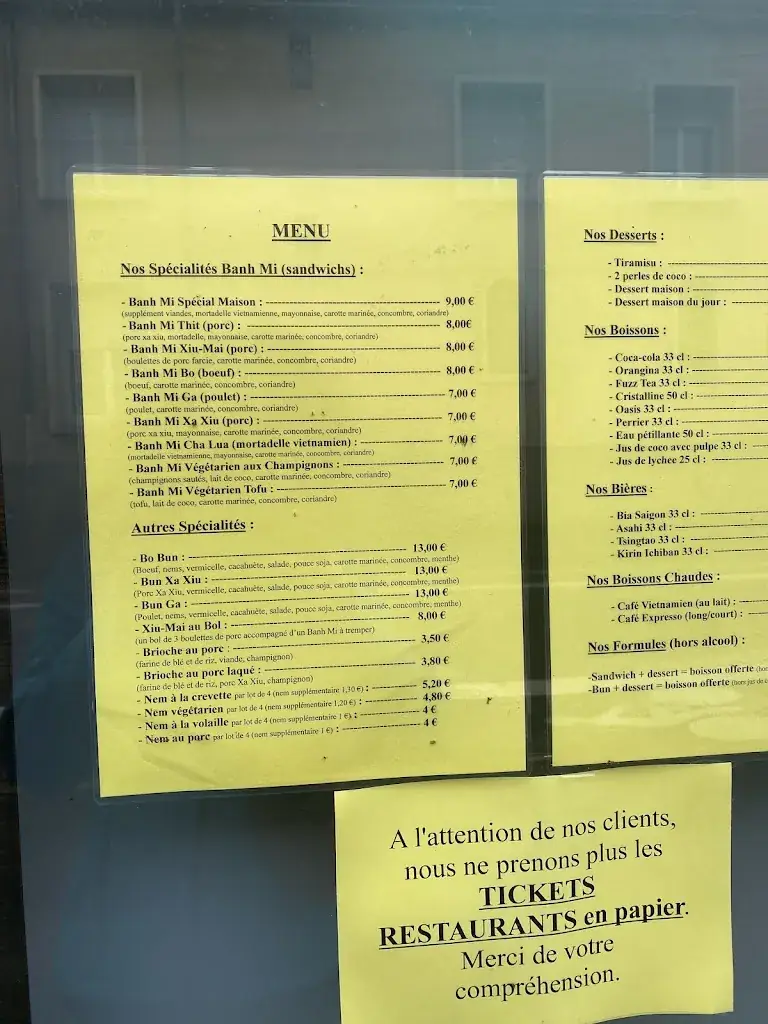 MENU
Nos Spécialités Banh Mi (sandwichs) :
- Banh Mi Spécial Maison : 9,00 €
(supplément viandes, mortadelle vietnamienne, mayonnaise, carotte marinée, concombre, coriandre)
- Banh Mi Thit (porc) : 8,00€
(porc xa xiu, mortadelle, mayonnaise, carotte marinée, concombre, coriandre)
- Banh Mi Xiu-Mai (porc) : 8,00 €
(boulettes de porc farcie, carotte marinée, concombre, coriandre)
- Banh Mi Bo (boeuf) : 8,00 €
(boeuf, carotte marinée, concombre, coriandre)
- Banh Mi Ga (poulet) : 7,00 €
(poulet, carotte marinée, concombre, coriandre)
- Banh Mi Xa Xiu (porc) : 7,00 €
(porc xa xiu, mayonnaise, carotte marinée, concombre, coriandre)
- Banh Mi Cha Lua (mortadelle vietnamien) : 7,00 €
(mortadelle vietnamienne, mayonnaise, carotte marinée, concombre, coriandre)
- Banh Mi Végétarien aux Champignons : 7,00 €
(champignons sautés, lait de coco, carotte marinée, concombre, coriandre)
- Banh Mi Végétarien Tofu : 7,00 €
(tofu, lait de coco, carotte marinée, concombre, coriandre)
Autres Spécialités :
- Bo Bun : 13,00 €
(Boeuf, nems, vermicelle, cacahuète, salade, pouce soja, carotte marinée, concombre, menthe)
- Bun Xa Xiu : 13,00 €
(Porc Xa Xiu, vermicelle, cacahuète, salade, pouce soja, carotte marinée, concombre, menthe)
- Bun Ga : 13,00 €
(Poulet, nems, vermicelle, cacahuète, salade, pouce soja, carotte marinée, concombre, menthe)
- Xiu-Mai au Bol : 8,00 €
(un bol de 3 boulettes de porc accompagné d'un Banh Mi à tremper)
- Brioche au porc : 3,50 €
(farine de blé et de riz, viande, champignon)
- Brioche au porc laqué : 3,80 €
(farine de blé et de riz, porc Xa Xiu, champignon)
- Nem à la crevette par lot de 4 (nem supplémentaire 1,30 €) : 5,20 €
- Nem végétarien par lot de 4 (nem supplémentaire 1,20 €) : 4,80 €
- Nem à la volaille par lot de 4 (nem supplémentaire 1 €) : 4 €
- Nem au porc par lot de 4 (nem supplémentaire 1 €) : 4 €
Nos Desserts :
- Tiramisu :
- 2 perles de coco :
- Dessert maison :
- Dessert maison du jour :
Nos Boissons :
- Coca-cola 33 cl :
- Orangina 33 cl :
- Fuzz Tea 33 cl :
- Cristalline 50 cl :
- Oasis 33 cl :
- Perrier 33 cl :
- Eau pétillante 50 cl :
- Jus de coco avec pulpe 33 cl :
- Jus de lychee 25 cl :
Nos Bières :
- Bia Saigon 33 cl :
- Asahi 33 cl :
- Tsingtao 33 cl :
- Kirin Ichiban 33 cl :
Nos Boissons Chaudes :
- Café Vietnamien (au lait) :
- Café Expresso (long/court) :
Nos Formules (hors alcool) :
-Sandwich + dessert = boisson offerte
-Bun + dessert = boisson offerte (hors jus de
A l'attention de nos clients,
nous ne prenons plus les
TICKETS
RESTAURANTS en papier.
Merci de votre
compréhension.